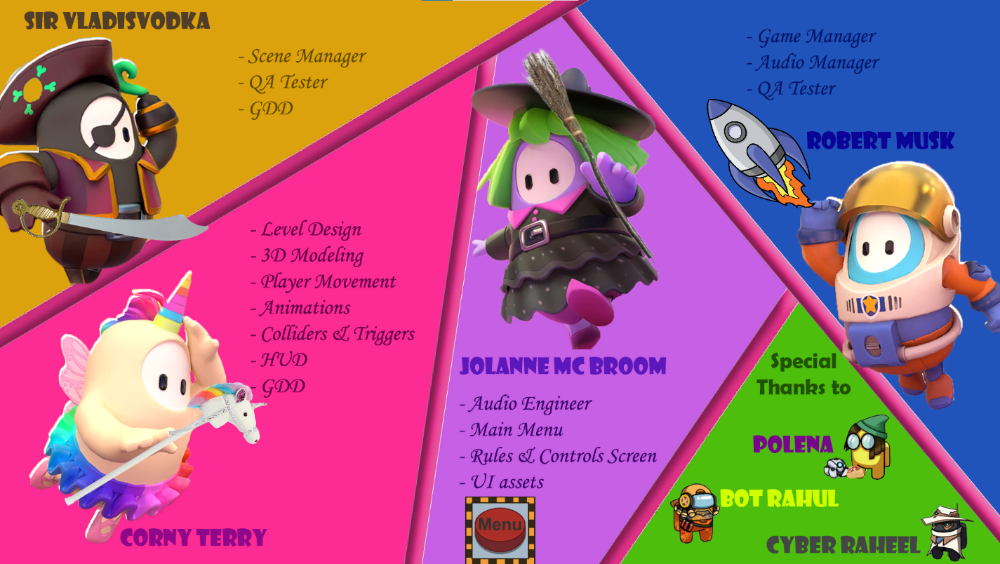 SIR VLADISVODKA
- Scene Manager
- QA Tester
- GDD
- Level Design
- 3D Modeling
- Player Movement
- Animations
- Colliders & Triggers
- HUD
- GDD
CORNY TERRY
JOLANNE MC BROOM
- Audio Engineer
- Main Menu
- Rules & Controls Screen
- UI assets
Menu
- Game Manager
- Audio Manager
- QA Tester
ROBERT MUSK
Special
Thanks to
POLENA
BOT RAHUL
CYBER RAHEEL